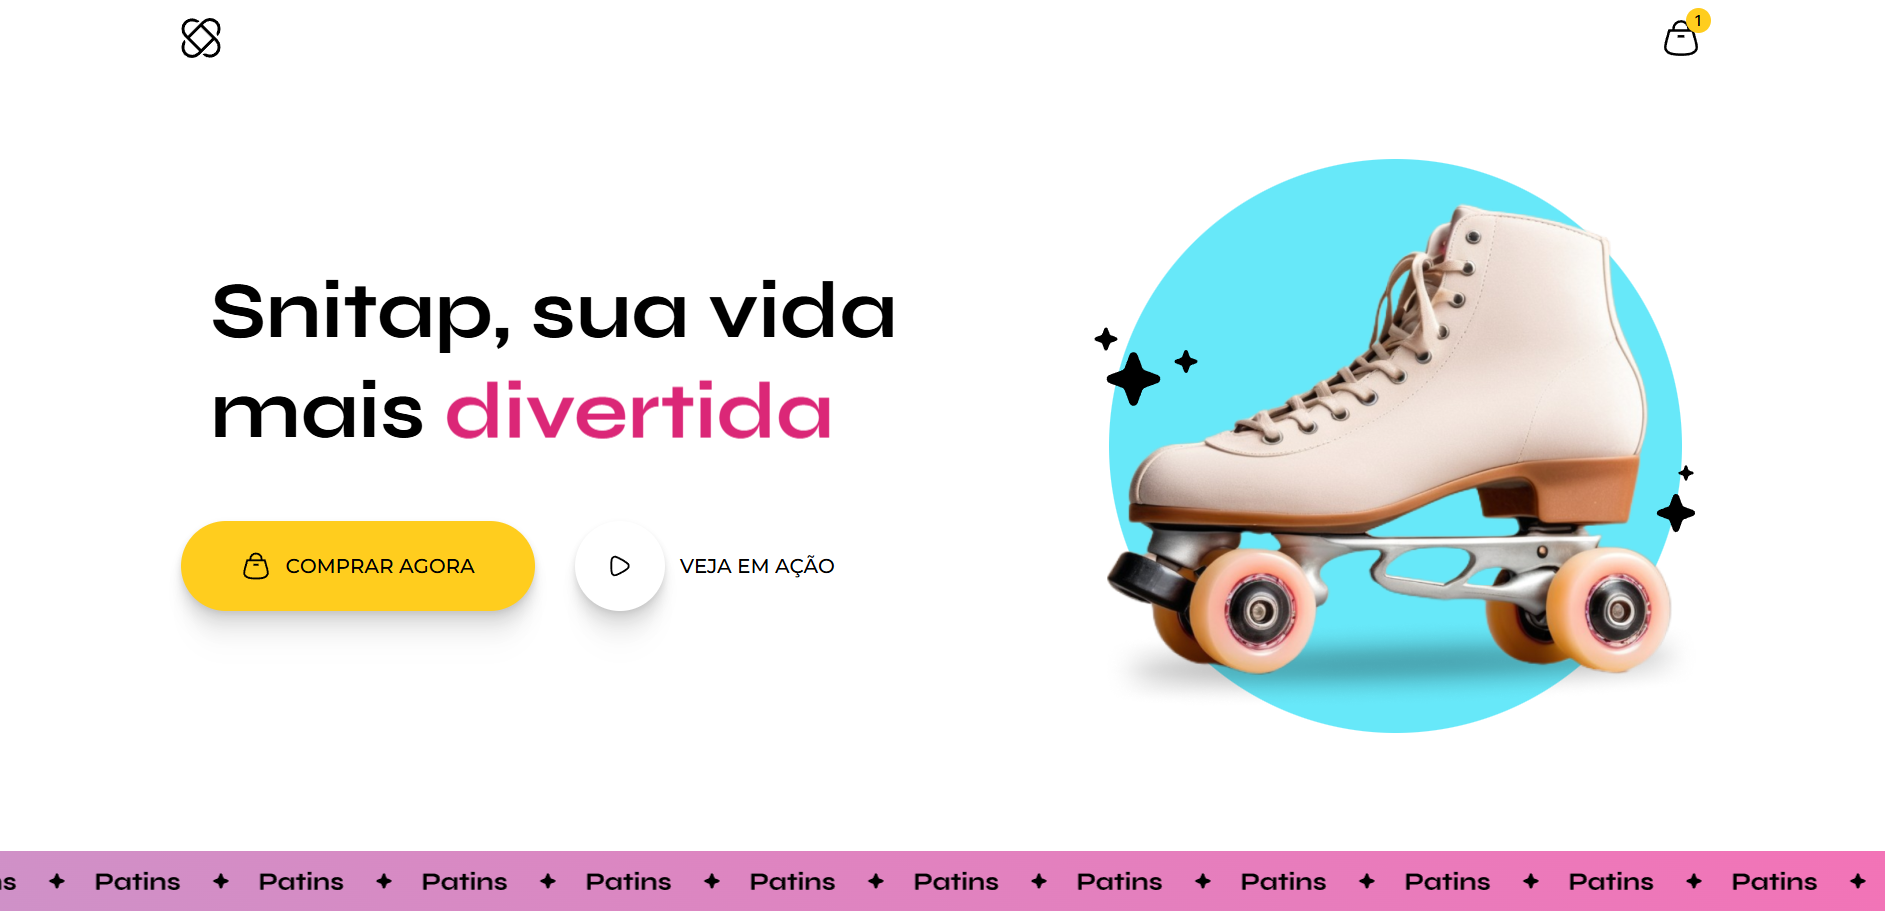 1
Snitap, sua vida
mais divertida
COMPRAR AGORA
VEJA EM AÇÃO
s Patins Patins Patins Patins Patins Patins Patins Patins Patins Patins Patins